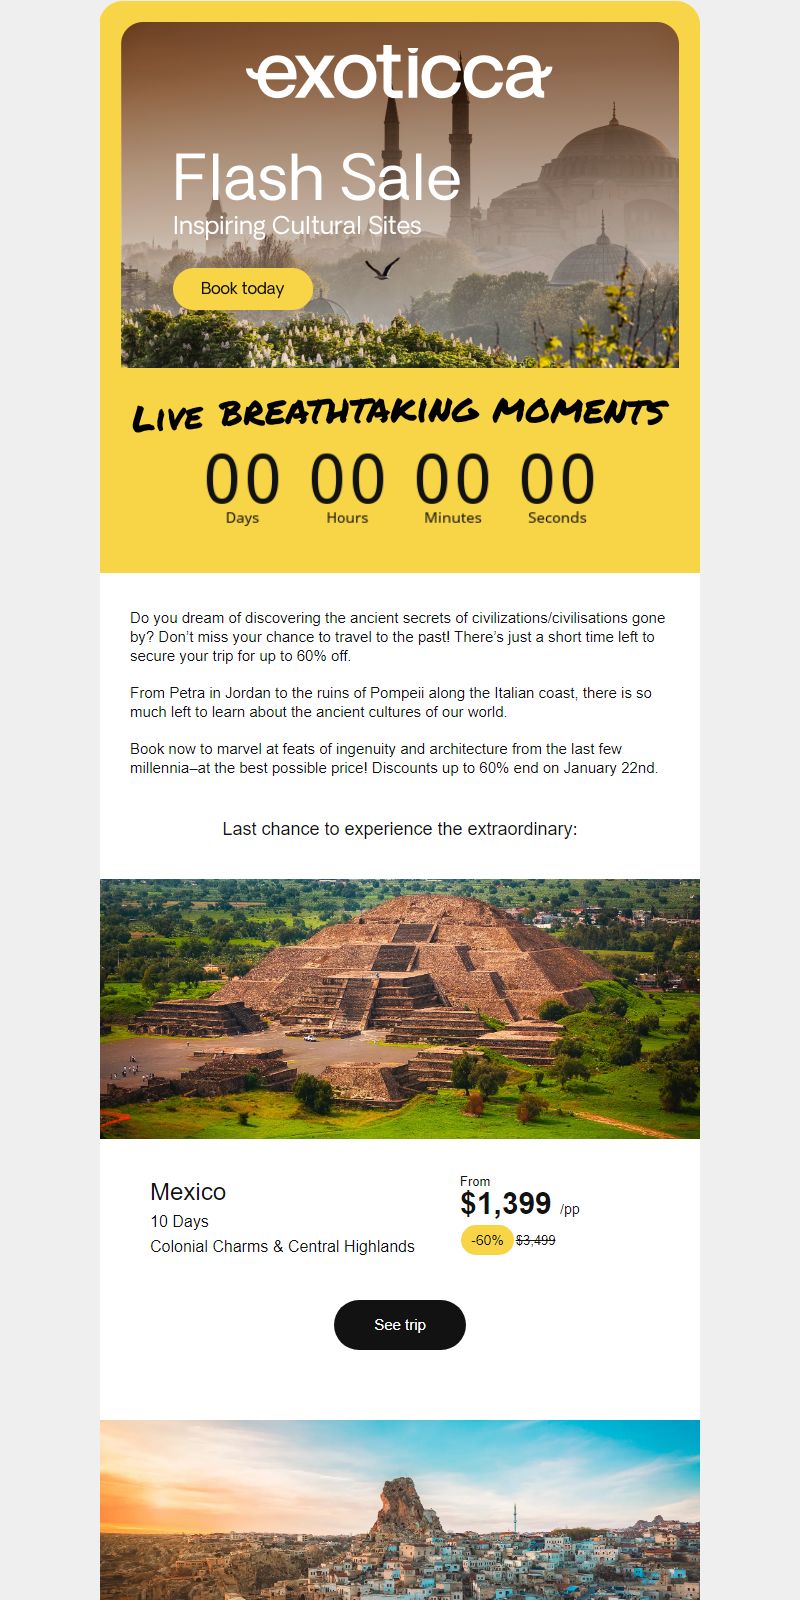 exoticca
Flash Sale
Inspiring Cultural Sites
Book today
Live BREATHTAKING MOMENTS
00 00 00 00
Days Hours Minutes Seconds
Do you dream of discovering the ancient secrets of civilizations/civilisations gone
by? Don’t miss your chance to travel to the past! There’s just a short time left to
secure your trip for up to 60% off.
From Petra in Jordan to the ruins of Pompeii along the Italian coast, there is so
much left to learn about the ancient cultures of our world.
Book now to marvel at feats of ingenuity and architecture from the last few
millennia–at the best possible price! Discounts up to 60% end on January 22nd.
Last chance to experience the extraordinary:
Mexico
10 Days
Colonial Charms & Central Highlands
From
$1,399 /pp
-60% $3,499
See trip